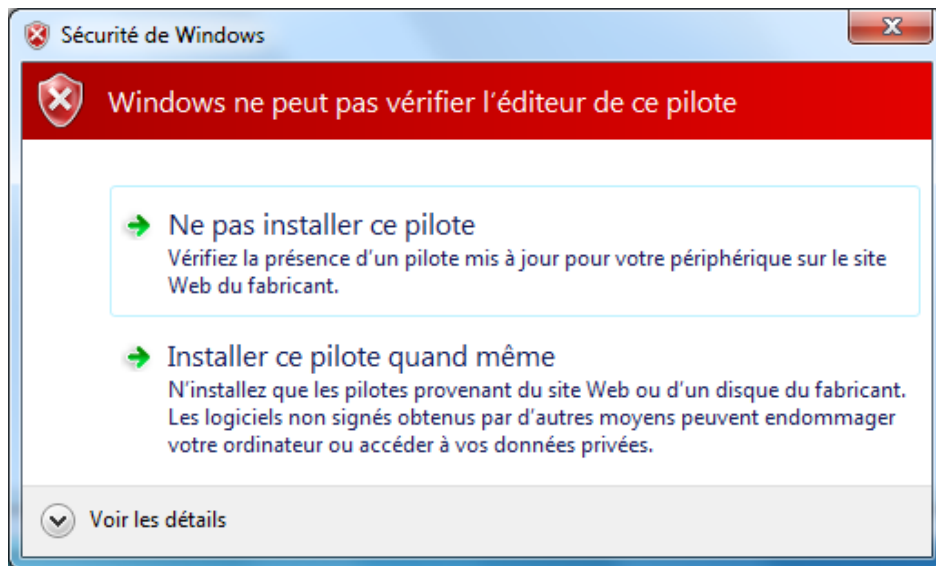 Sécurité de Windows
Windows ne peut pas vérifier l'éditeur de ce pilote
Ne pas installer ce pilote
Vérifiez la présence d'un pilote mis à jour pour votre périphérique sur le site
Web du fabricant.
Installer ce pilote quand même
N'installez que les pilotes provenant du site Web ou d'un disque du fabricant.
Les logiciels non signés obtenus par d'autres moyens peuvent endommager
votre ordinateur ou accéder à vos données privées.
Voir les détails